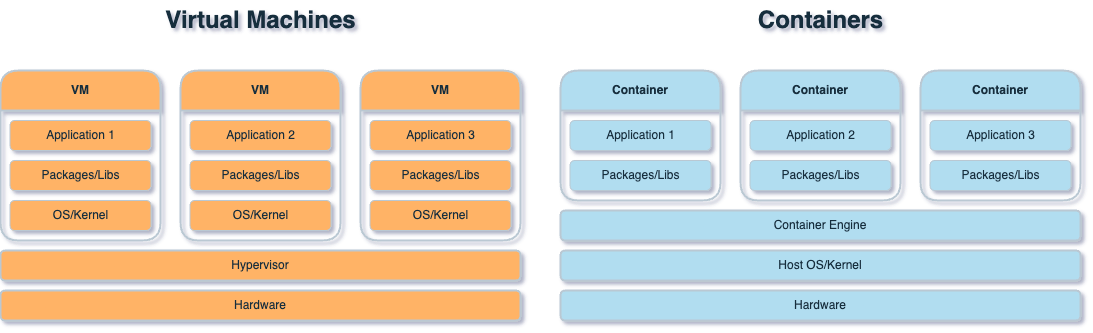 Virtual Machines
VM
Application 1
Packages/Libs
OS/Kernel
VM
Application 2
Packages/Libs
OS/Kernel
VM
Application 3
Packages/Libs
OS/Kernel
Hypervisor
Hardware
Containers
Container
Application 1
Packages/Libs
Container
Application 2
Packages/Libs
Container
Application 3
Packages/Libs
Container Engine
Host OS/Kernel
Hardware